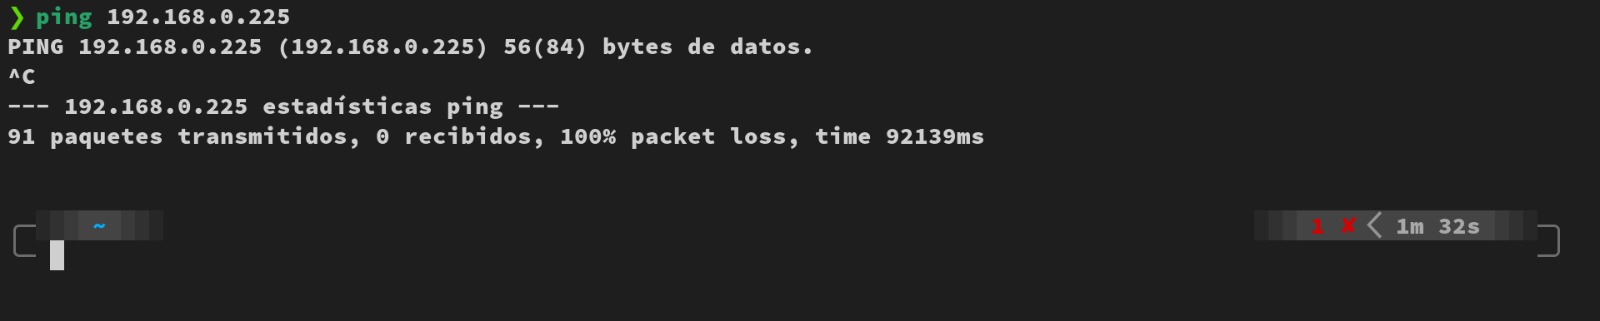 ❯ ping 192.168.0.225
PING 192.168.0.225 (192.168.0.225) 56(84) bytes de datos.
^C
--- 192.168.0.225 estadísticas ping ---
91 paquetes transmitidos, 0 recibidos, 100% packet loss, time 92139ms
~ 1 ✘ 1m 32s